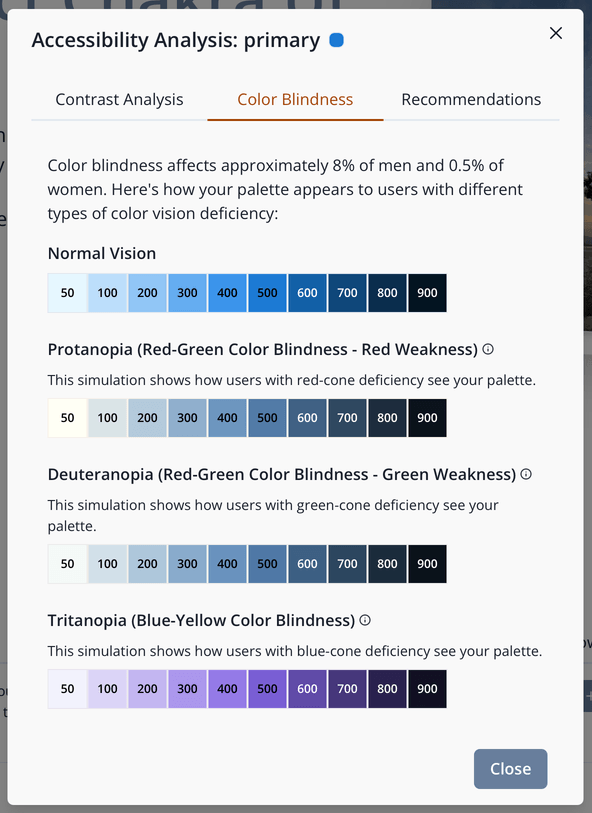 Accessibility Analysis: primary
Contrast Analysis
Color Blindness
Recommendations
Color blindness affects approximately 8% of men and 0.5% of
women. Here's how your palette appears to users with different
types of color vision deficiency:
Normal Vision
50 100 200 300 400 500 600 700 800 900
Protanopia (Red-Green Color Blindness - Red Weakness)
This simulation shows how users with red-cone deficiency see your palette.
50 100 200 300 400 500 600 700 800 900
Deuteranopia (Red-Green Color Blindness - Green Weakness)
This simulation shows how users with green-cone deficiency see your
palette.
50 100 200 300 400 500 600 700 800 900
Tritanopia (Blue-Yellow Color Blindness)
This simulation shows how users with blue-cone deficiency see your palette.
50 100 200 300 400 500 600 700 800 900
Close